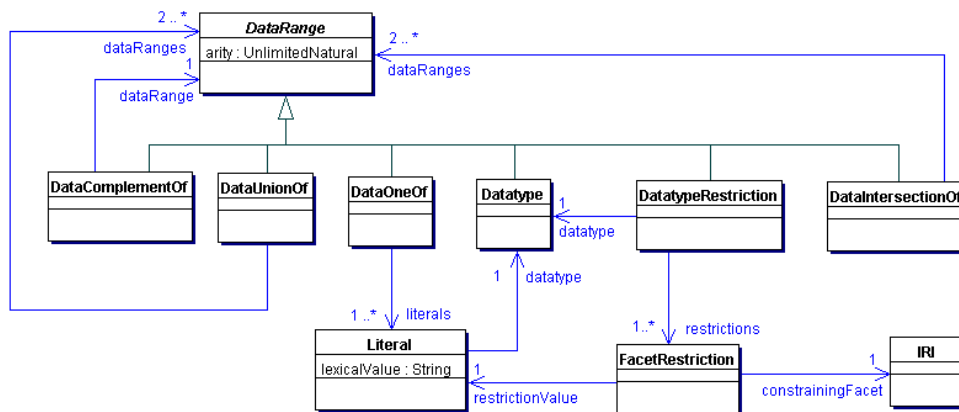 DataRange
2..*
dataRanges
arity : UnlimitedNatural
2..*
dataRanges
1
dataRange
DataComplementOf
DataUnionOf
DataOneOf
Datatype
DatatypeRestriction
DataIntersectionOf
1
datatype
1
datatype
1..*
literals
1..*
restrictions
Literal
lexicalValue : String
FacetRestriction
IRI
1
restrictionValue
1
constrainingFacet